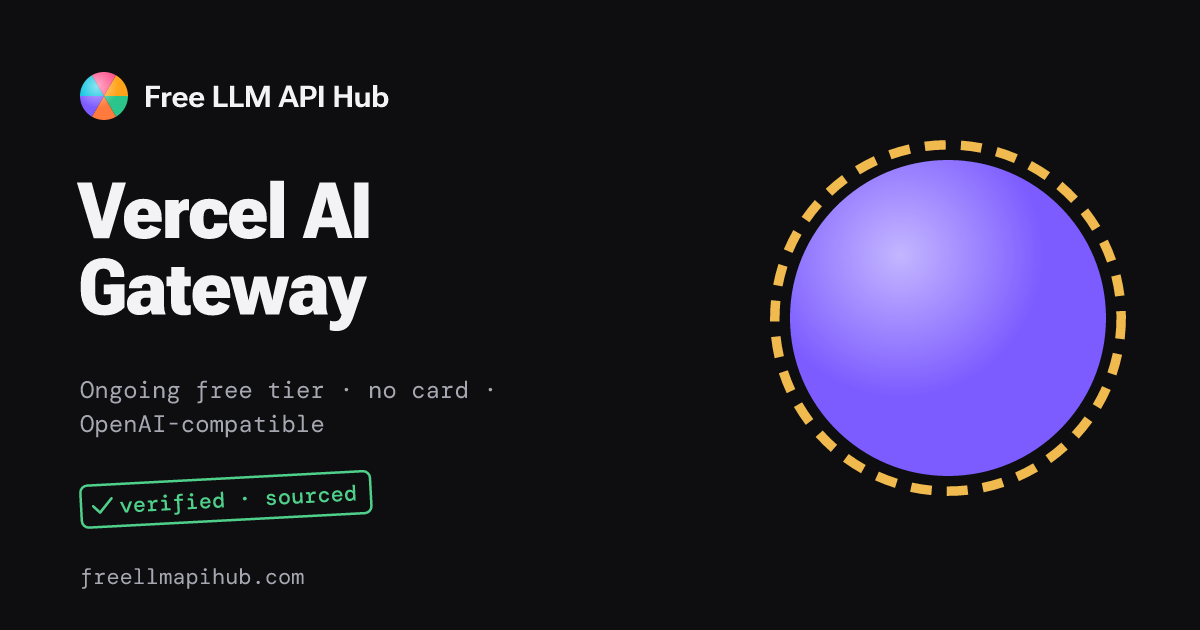 Free LLM API Hub
Vercel AI
Gateway
Ongoing free tier · no card ·
OpenAI-compatible
verified · sourced
freellmapihub.com